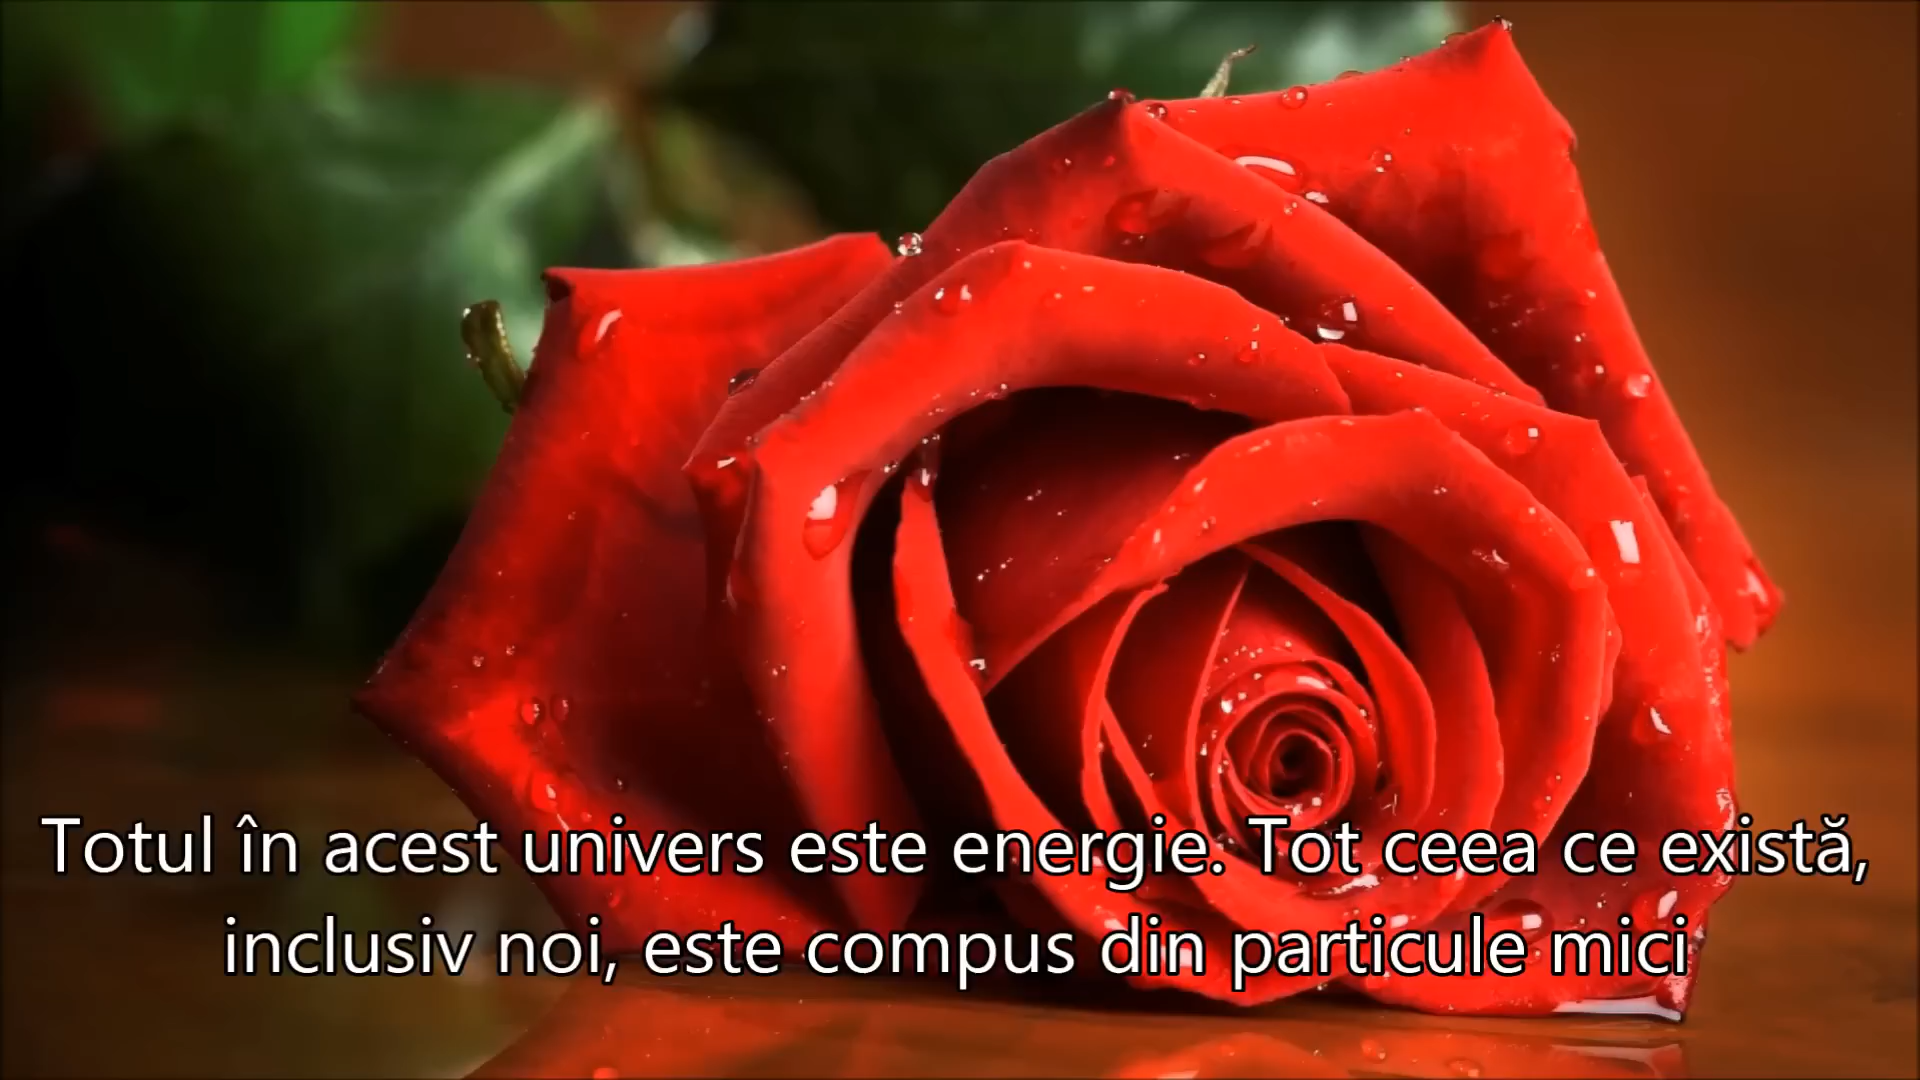 Totul în acest univers este energie. Tot ceea ce există,
inclusiv noi, este compus din particule mici